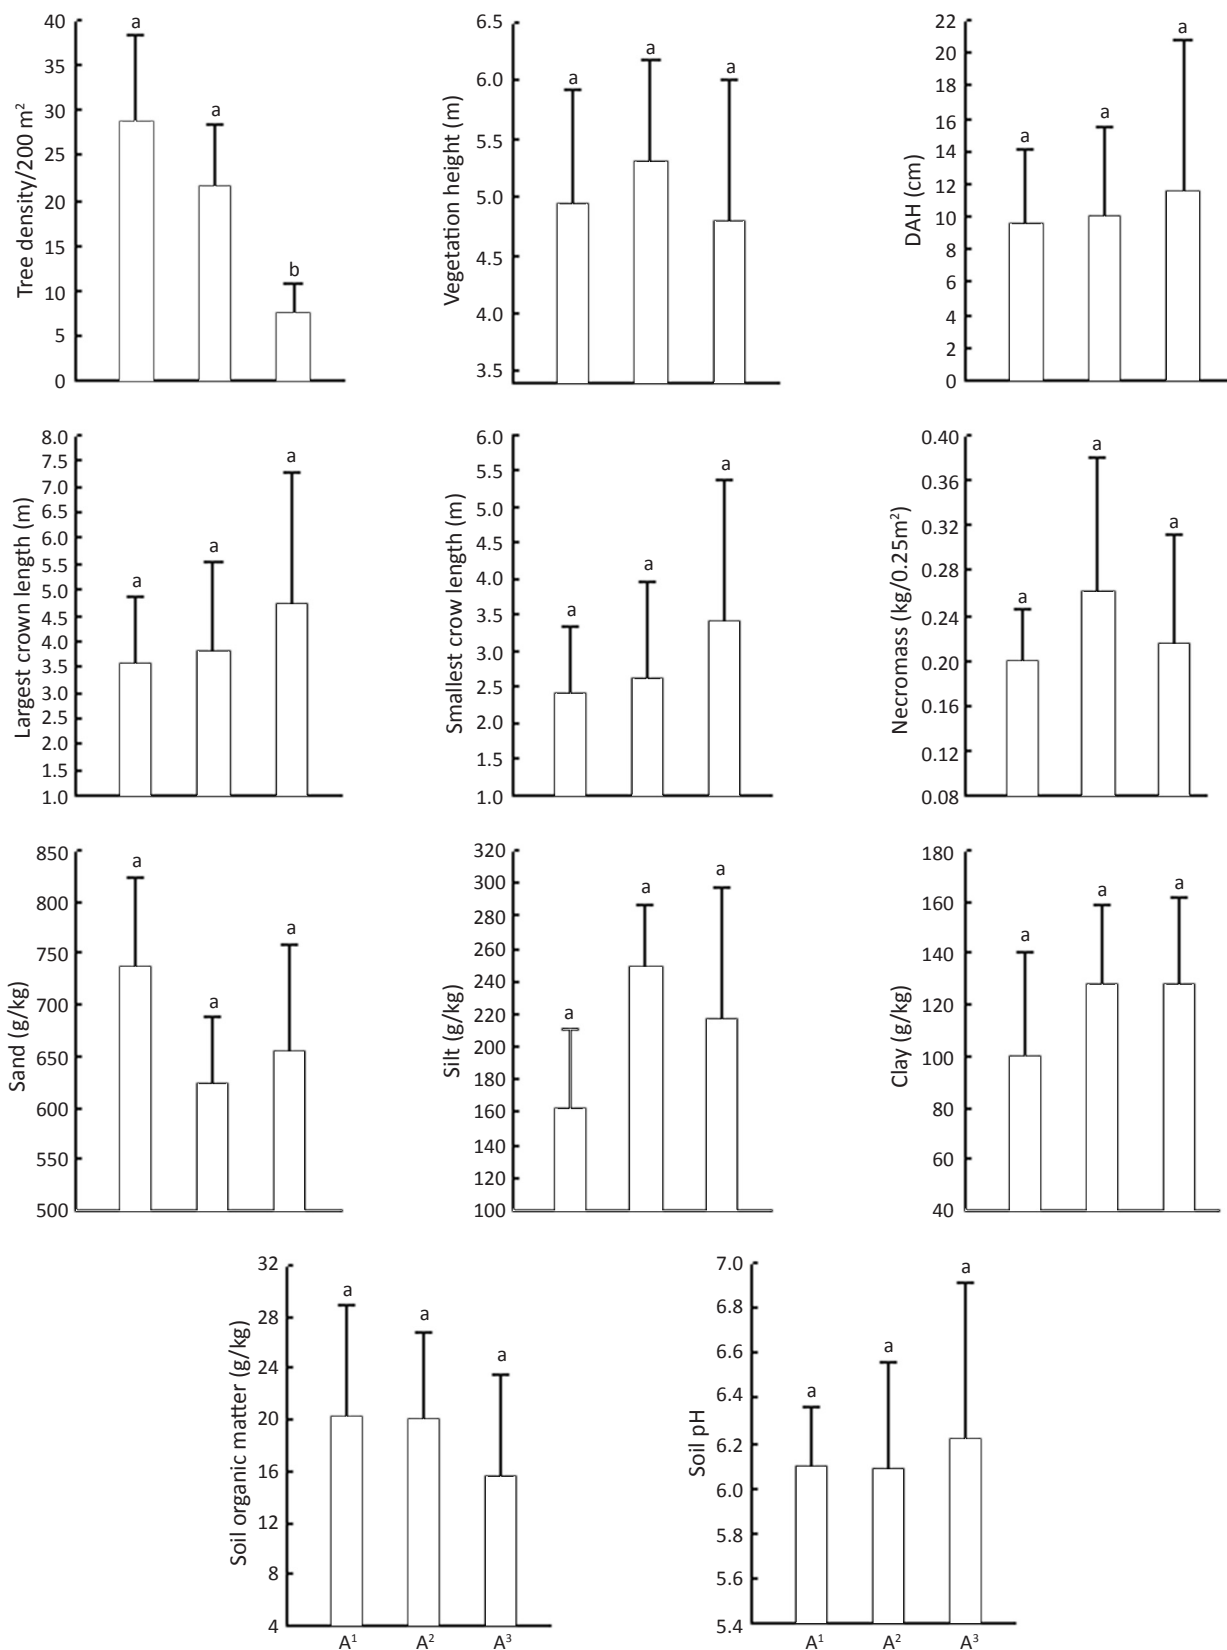 Tree density/200 m²
40
35
30
25
20
15
10
5
0
a
a
b
Vegetation height (m)
6.5
6.0
5.5
5.0
4.5
4.0
3.5
a
a
a
DAH (cm)
22
20
18
16
14
12
10
8
6
4
2
0
a
a
a
Largest crown length (m)
8.0
7.5
7.0
6.5
6.0
5.5
5.0
4.5
4.0
3.5
3.0
2.5
2.0
1.5
1.0
a
a
a
Smallest crow length (m)
6.0
5.5
5.0
4.5
4.0
3.5
3.0
2.5
2.0
1.5
1.0
a
a
a
Necromass (kg/0.25m²)
0.40
0.36
0.32
0.28
0.24
0.20
0.16
0.12
0.08
a
a
a
Sand (g/kg)
850
800
750
700
650
600
550
500
a
a
a
Silt (g/kg)
320
300
280
260
240
220
200
180
160
140
120
100
a
a
a
Clay (g/kg)
180
160
140
120
100
80
60
40
a
a
a
Soil organic matter (g/kg)
32
28
24
20
16
12
8
4
a
a
a
A¹ A² A³
Soil pH
7.0
6.8
6.6
6.4
6.2
6.0
5.8
5.6
5.4
a
a
a
A¹ A² A³